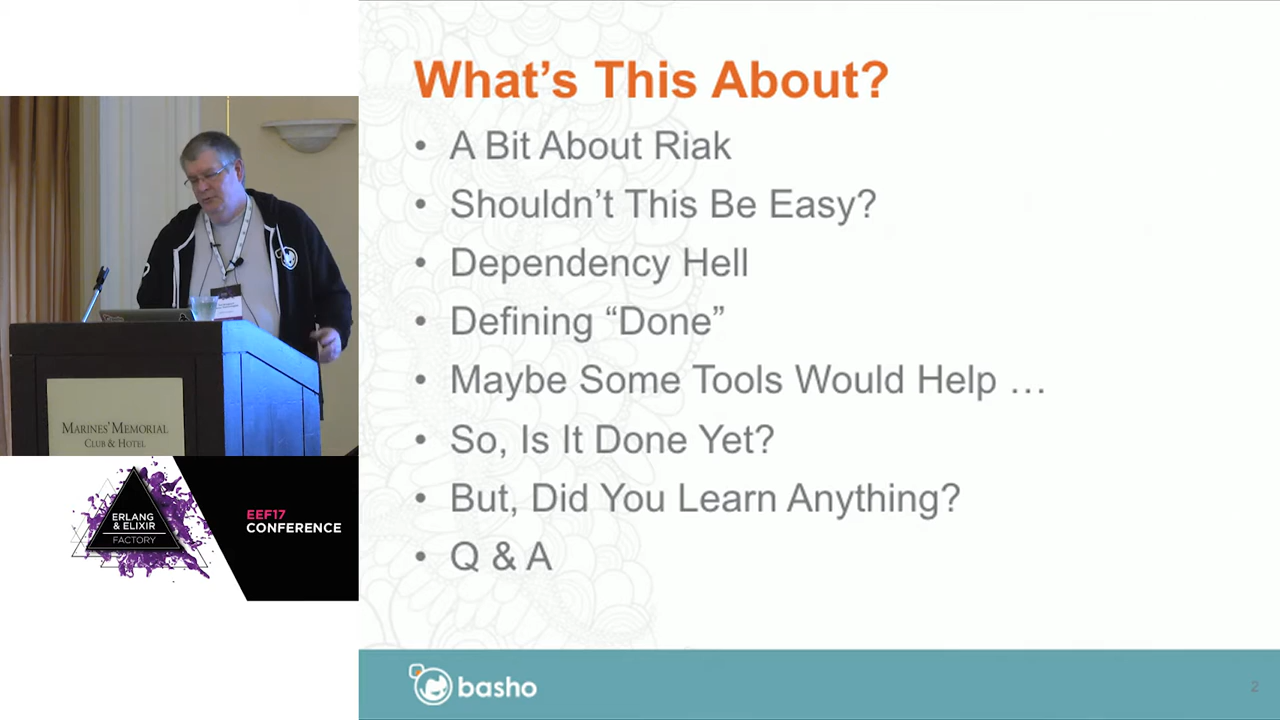 What's This About?
• A Bit About Riak
• Shouldn't This Be Easy?
• Dependency Hell
• Defining “Done”
• Maybe Some Tools Would Help …
• So, Is It Done Yet?
• But, Did You Learn Anything?
• Q & A
basho
2
MARINES' MEMORIAL
CLUB & HOTEL
ERLANG
& ELIXIR
FACTORY
EEF17
CONFERENCE